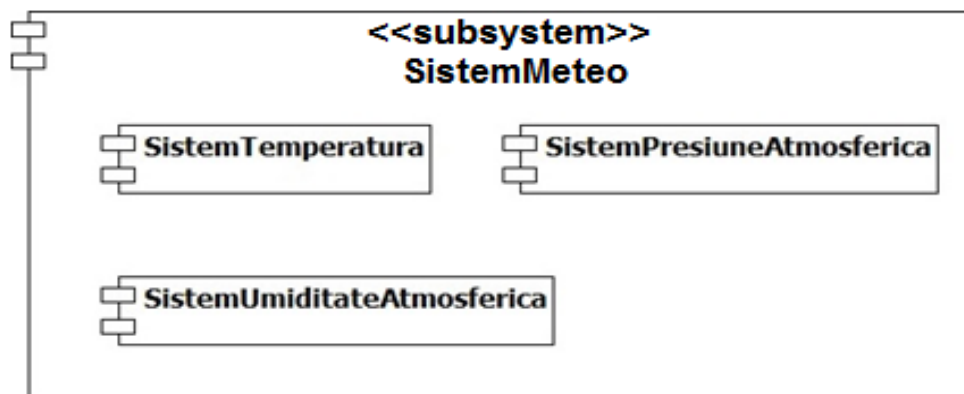 <<subsystem>>
SistemMeteo
SistemTemperatura
SistemPresiuneAtmosferica
SistemUmiditateAtmosferica